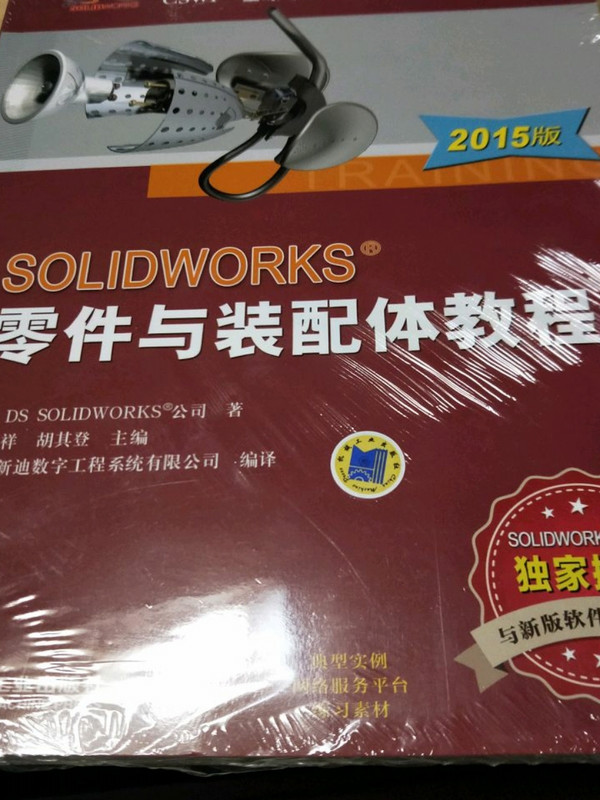 2015版
TRAINING
SOLIDWORKS®
零件与装配体教程
DS SOLIDWORKS®公司 著
祥 胡其登 主编
新迪数字工程系统有限公司 编译
SOLIDWORK
独家
与新版软件
典型实例
网络服务平台
练习素材